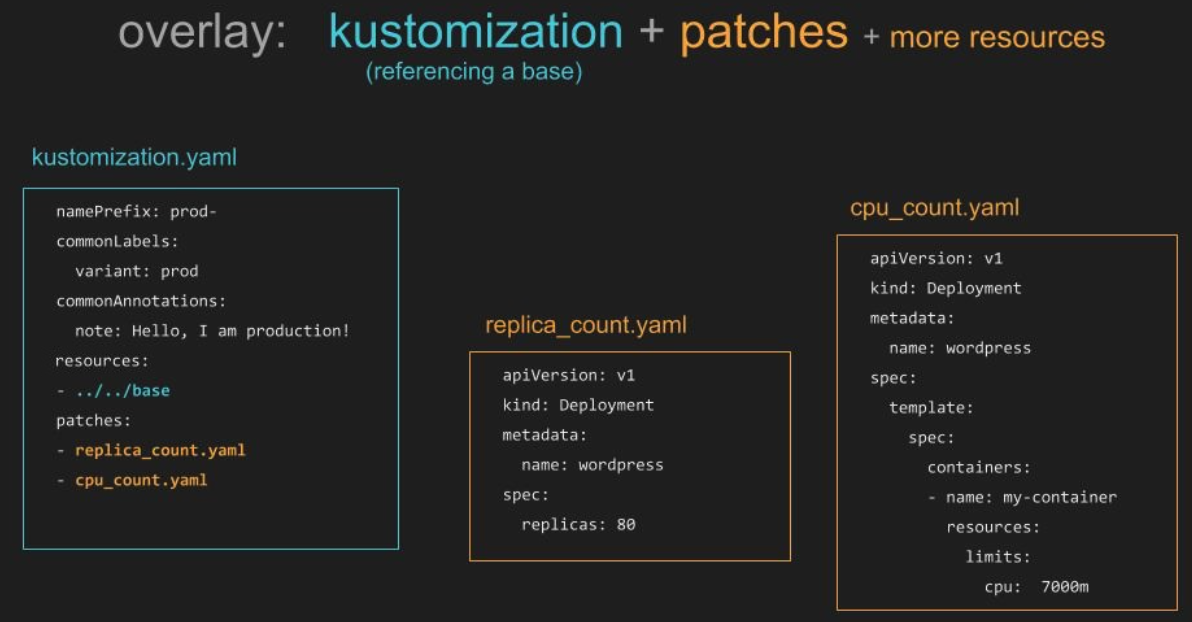 overlay: kustomization + patches + more resources
(referencing a base)
kustomization.yaml
namePrefix: prod-
commonLabels:
  variant: prod
commonAnnotations:
  note: Hello, I am production!
resources:
- ../../base
patches:
- replica_count.yaml
- cpu_count.yaml
replica_count.yaml
apiVersion: v1
kind: Deployment
metadata:
  name: wordpress
spec:
  replicas: 80
cpu_count.yaml
apiVersion: v1
kind: Deployment
metadata:
  name: wordpress
spec:
  template:
    spec:
      containers:
      - name: my-container
        resources:
          limits:
            cpu:  7000m